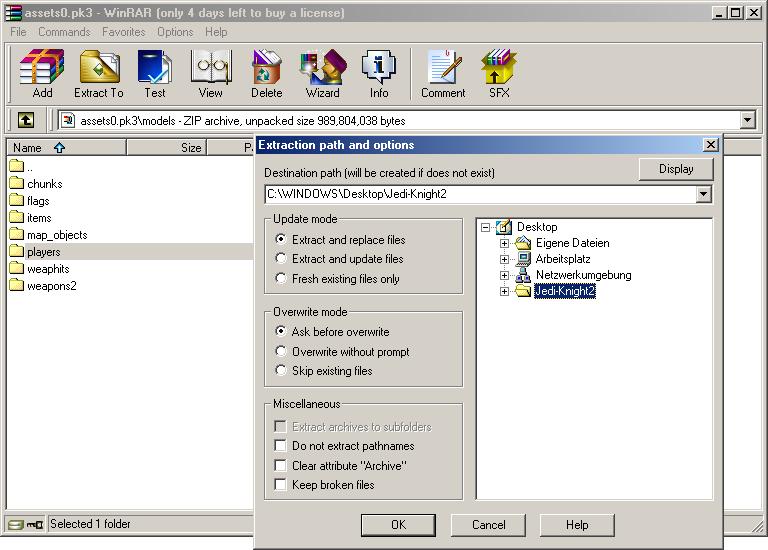 assets0.pk3 - WinRAR (only 4 days left to buy a license)
File Commands Favorites Options Help
Add Extract To Test View Delete Wizard Info Comment SFX
assets0.pk3\models - ZIP archive, unpacked size 989,804,038 bytes
Name Size P
..
chunks
flags
items
map_objects
players
weaphits
weapons2
Selected 1 folder
Extraction path and options
Destination path (will be created if does not exist)
Display
C:\WINDOWS\Desktop\Jedi-Knight2
Update mode
Extract and replace files
Extract and update files
Fresh existing files only
Overwrite mode
Ask before overwrite
Overwrite without prompt
Skip existing files
Miscellaneous
Extract archives to subfolders
Do not extract pathnames
Clear attribute "Archive"
Keep broken files
Desktop
Eigene Dateien
Arbeitsplatz
Netzwerkumgebung
Jedi-Knight2
OK Cancel Help